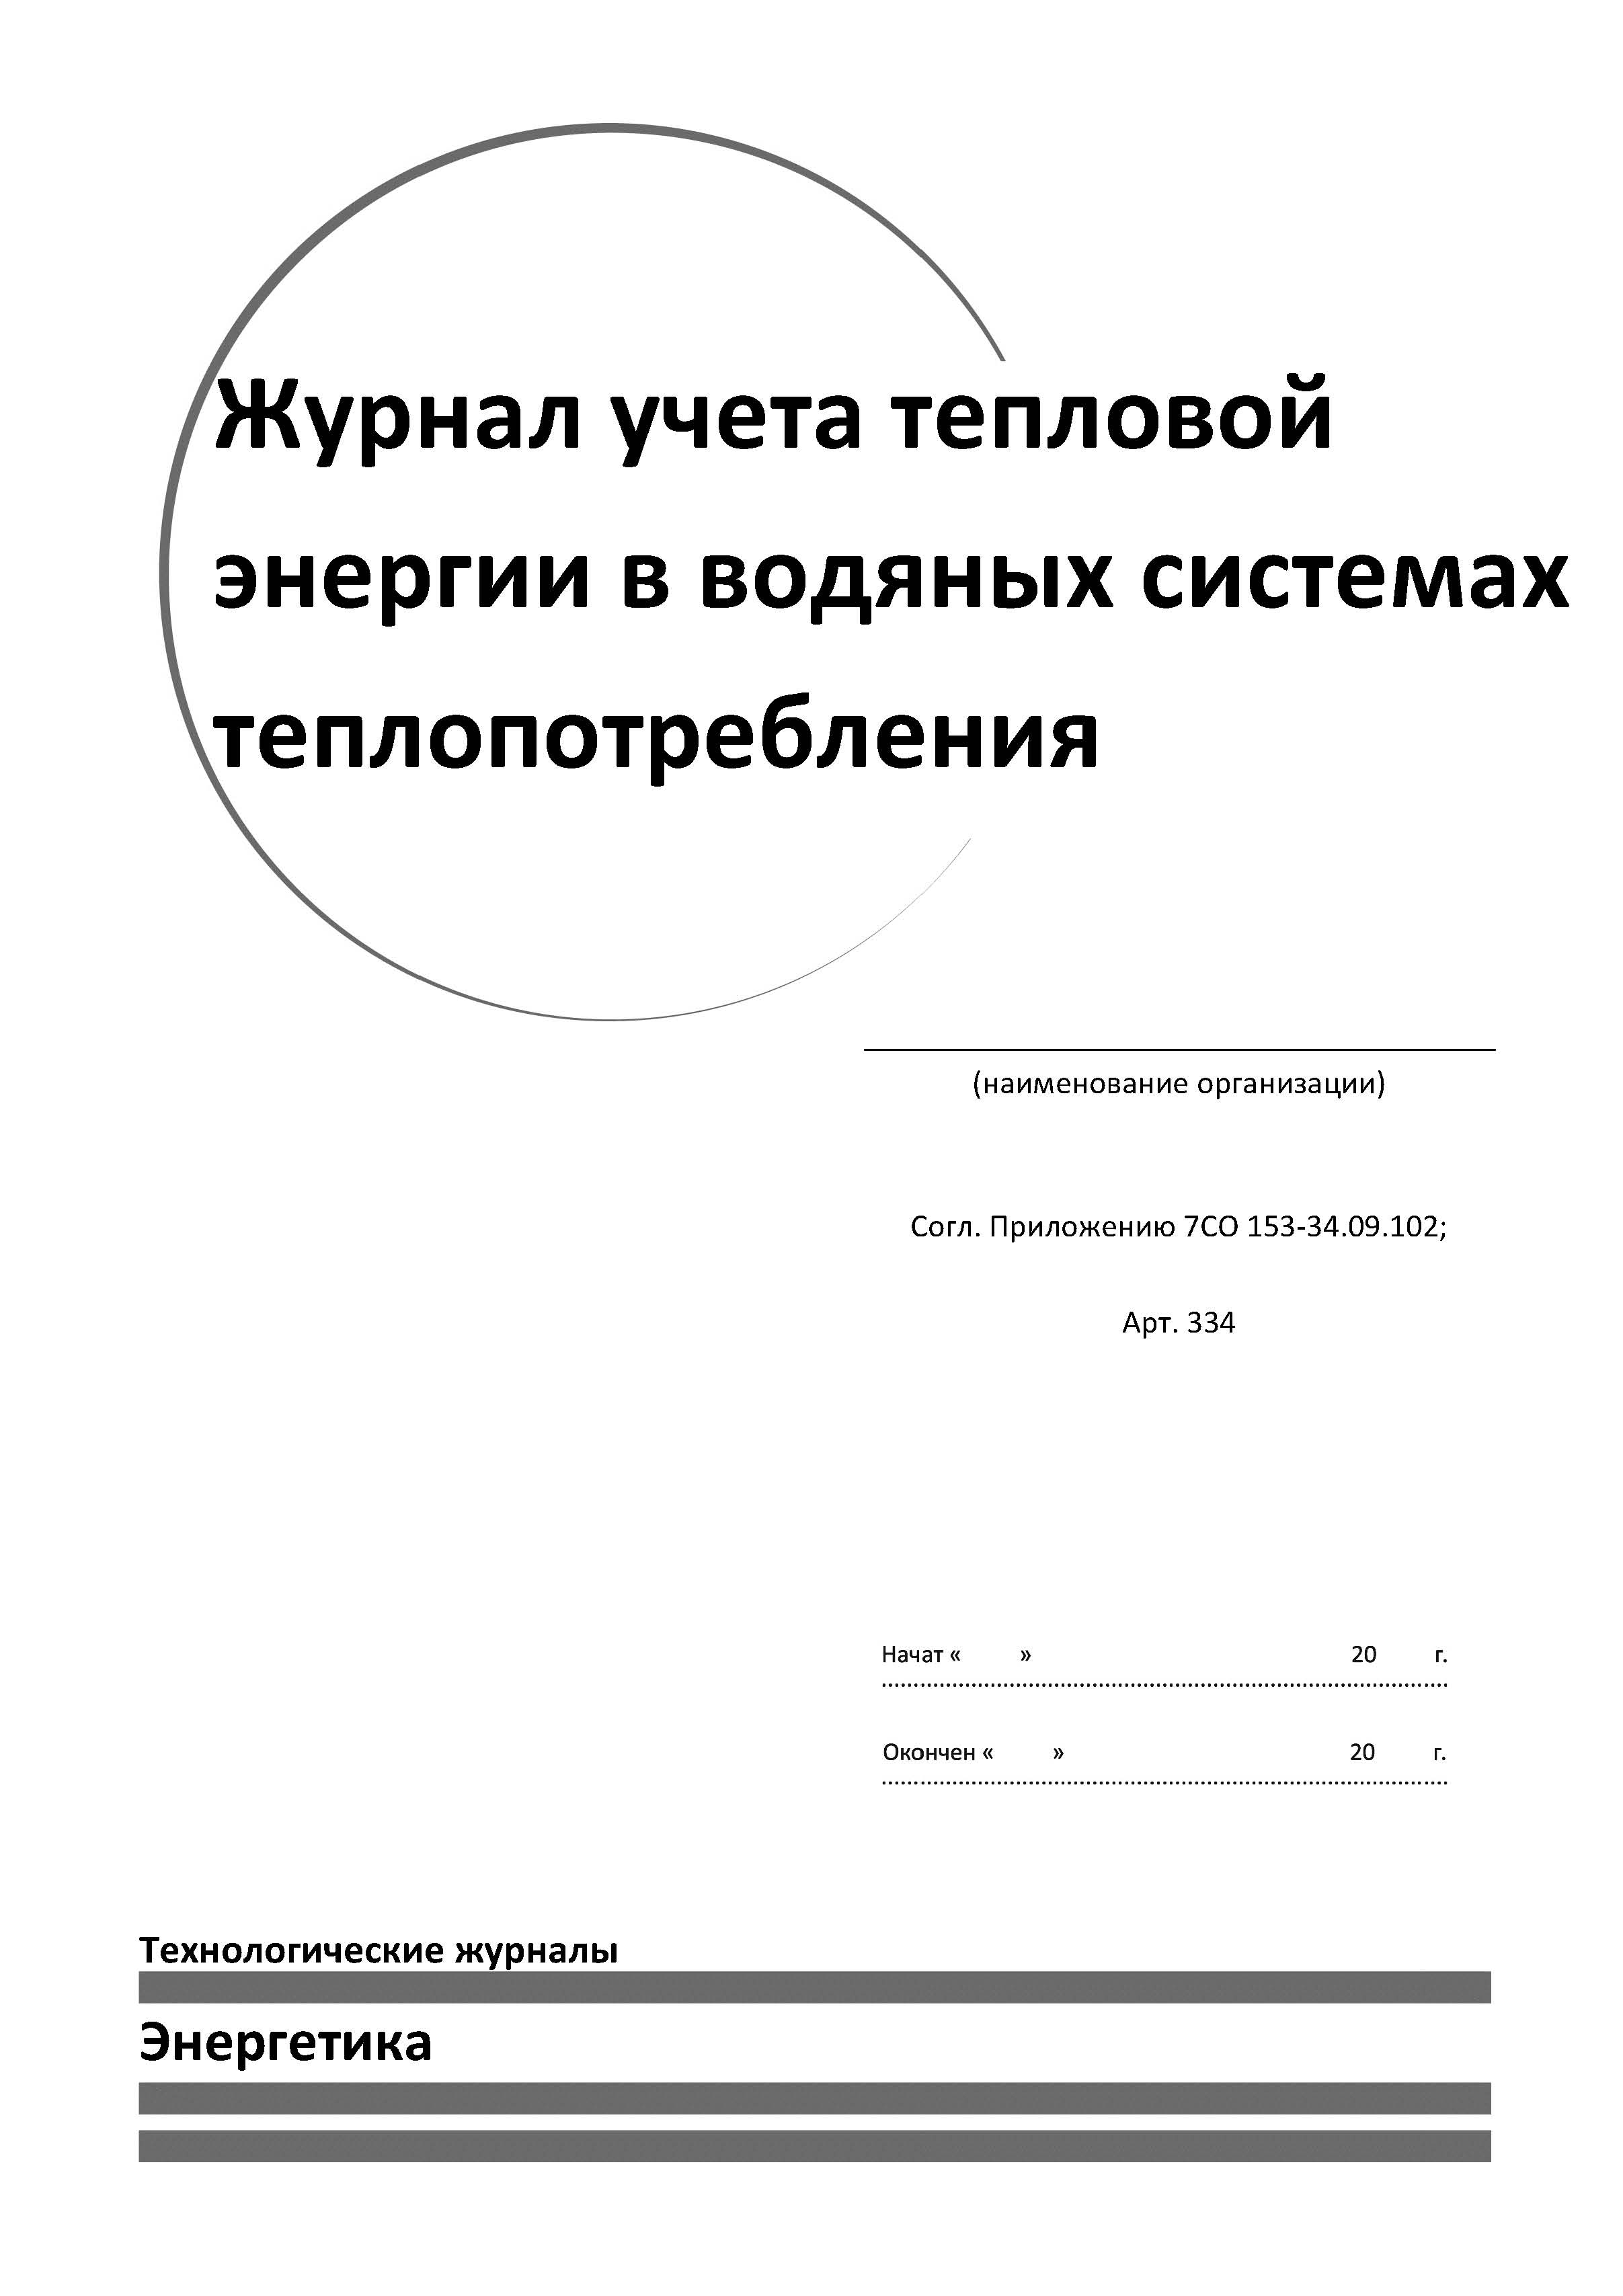 Журнал учета тепловой
энергии в водяных системах
теплопотребления
(наименование организации)
Согл. Приложению 7СО 153-34.09.102;
Арт. 334
Начат « » 20 г.
Окончен « » 20 г.
Технологические журналы
Энергетика